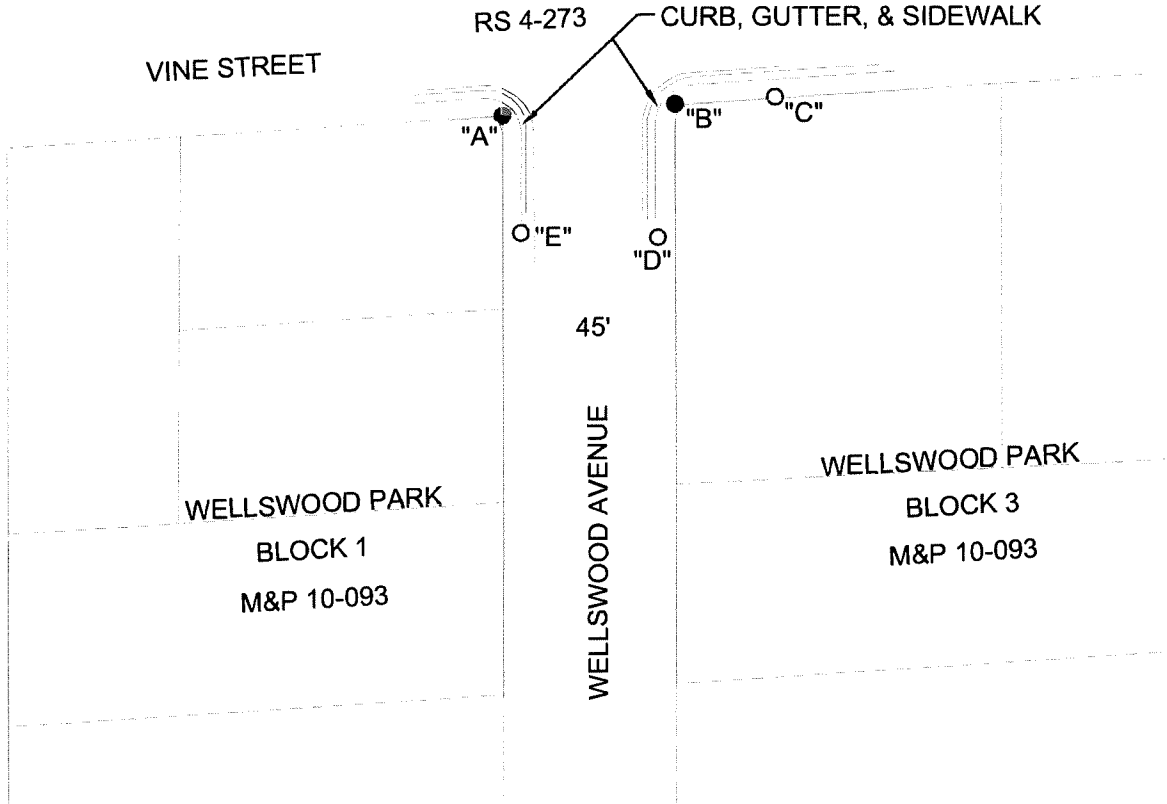 RS 4-273
CURB, GUTTER, & SIDEWALK
VINE STREET
"A"
"B"
"C"
"E"
"D"
45'
WELLSWOOD AVENUE
WELLSWOOD PARK
BLOCK 1
M&P 10-093
WELLSWOOD PARK
BLOCK 3
M&P 10-093